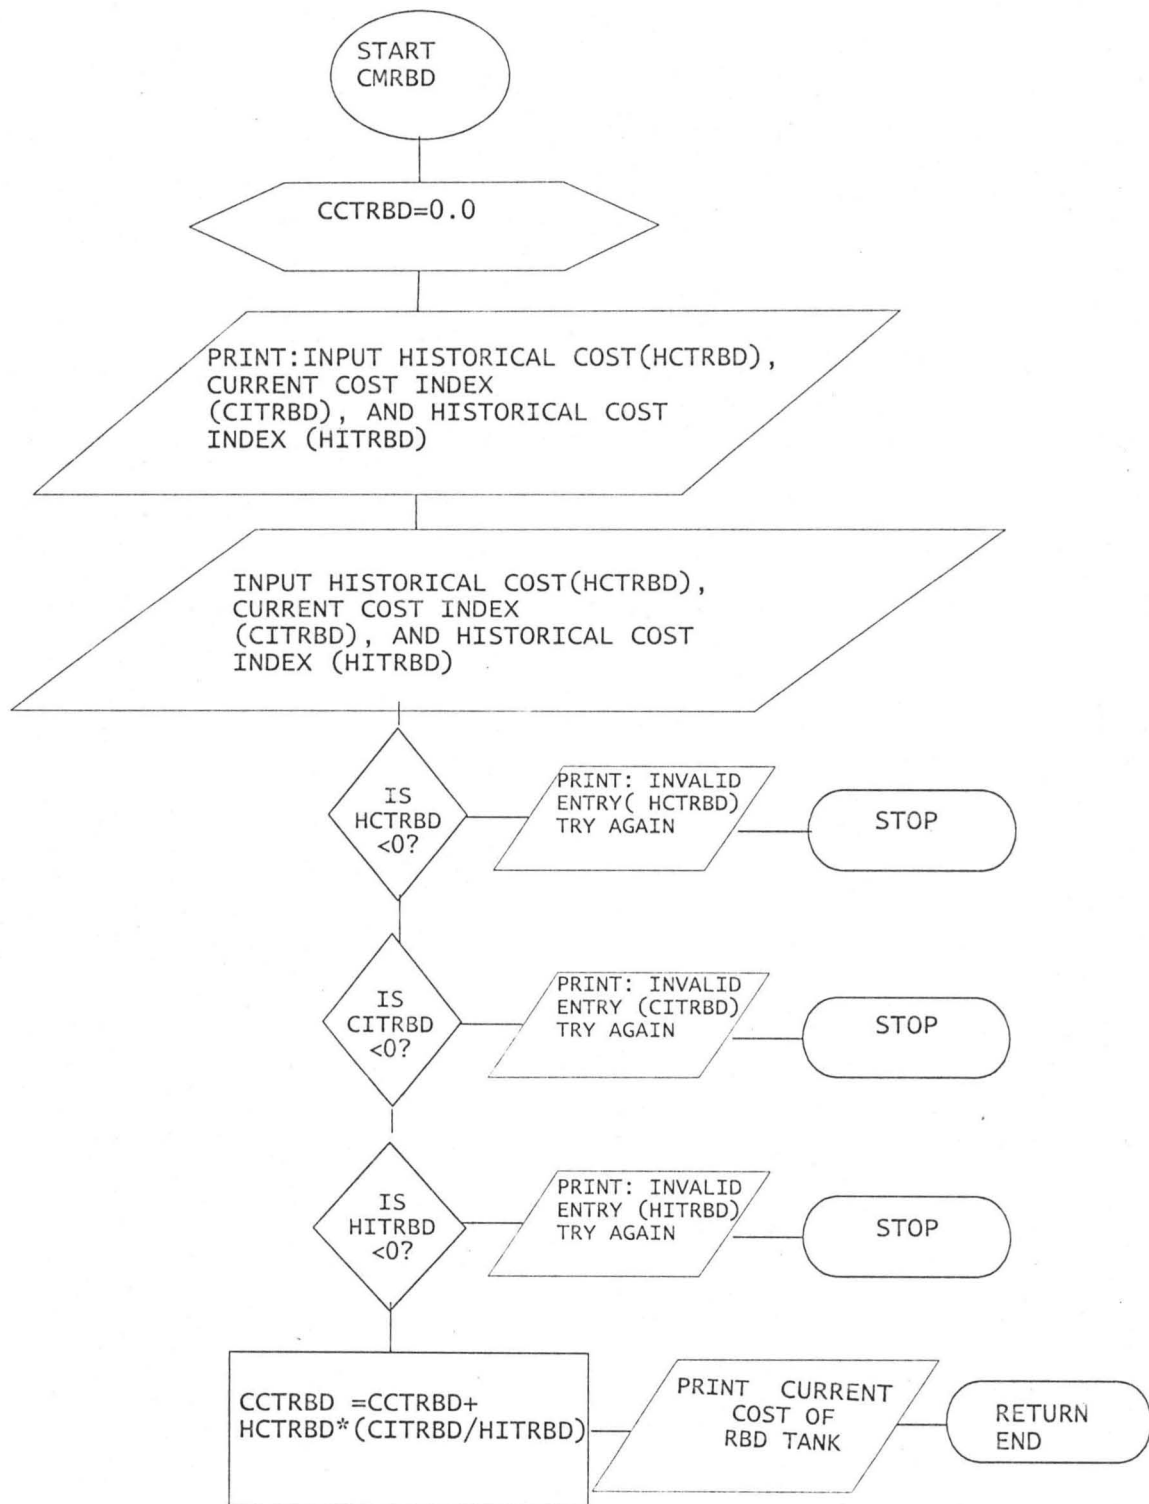 START
CMRBD
CCTRBD=0.0
PRINT:INPUT HISTORICAL COST(HCTRBD),
CURRENT COST INDEX
(CITRBD), AND HISTORICAL COST
INDEX (HITRBD)
INPUT HISTORICAL COST(HCTRBD),
CURRENT COST INDEX
(CITRBD), AND HISTORICAL COST
INDEX (HITRBD)
IS
HCTRBD
<0?
PRINT: INVALID
ENTRY( HCTRBD)
TRY AGAIN
STOP
IS
CITRBD
<0?
PRINT: INVALID
ENTRY (CITRBD)
TRY AGAIN
STOP
IS
HITRBD
<0?
PRINT: INVALID
ENTRY (HITRBD)
TRY AGAIN
STOP
CCTRBD =CCTRBD+
HCTRBD*(CITRBD/HITRBD)
PRINT CURRENT
COST OF
RBD TANK
RETURN
END